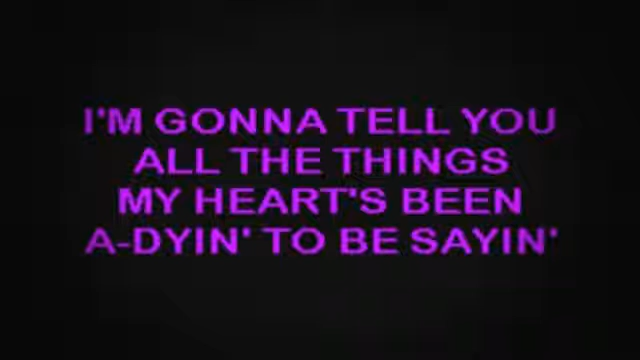 I'M GONNA TELL YOU
ALL THE THINGS
MY HEART'S BEEN
A-DYIN' TO BE SAYIN'